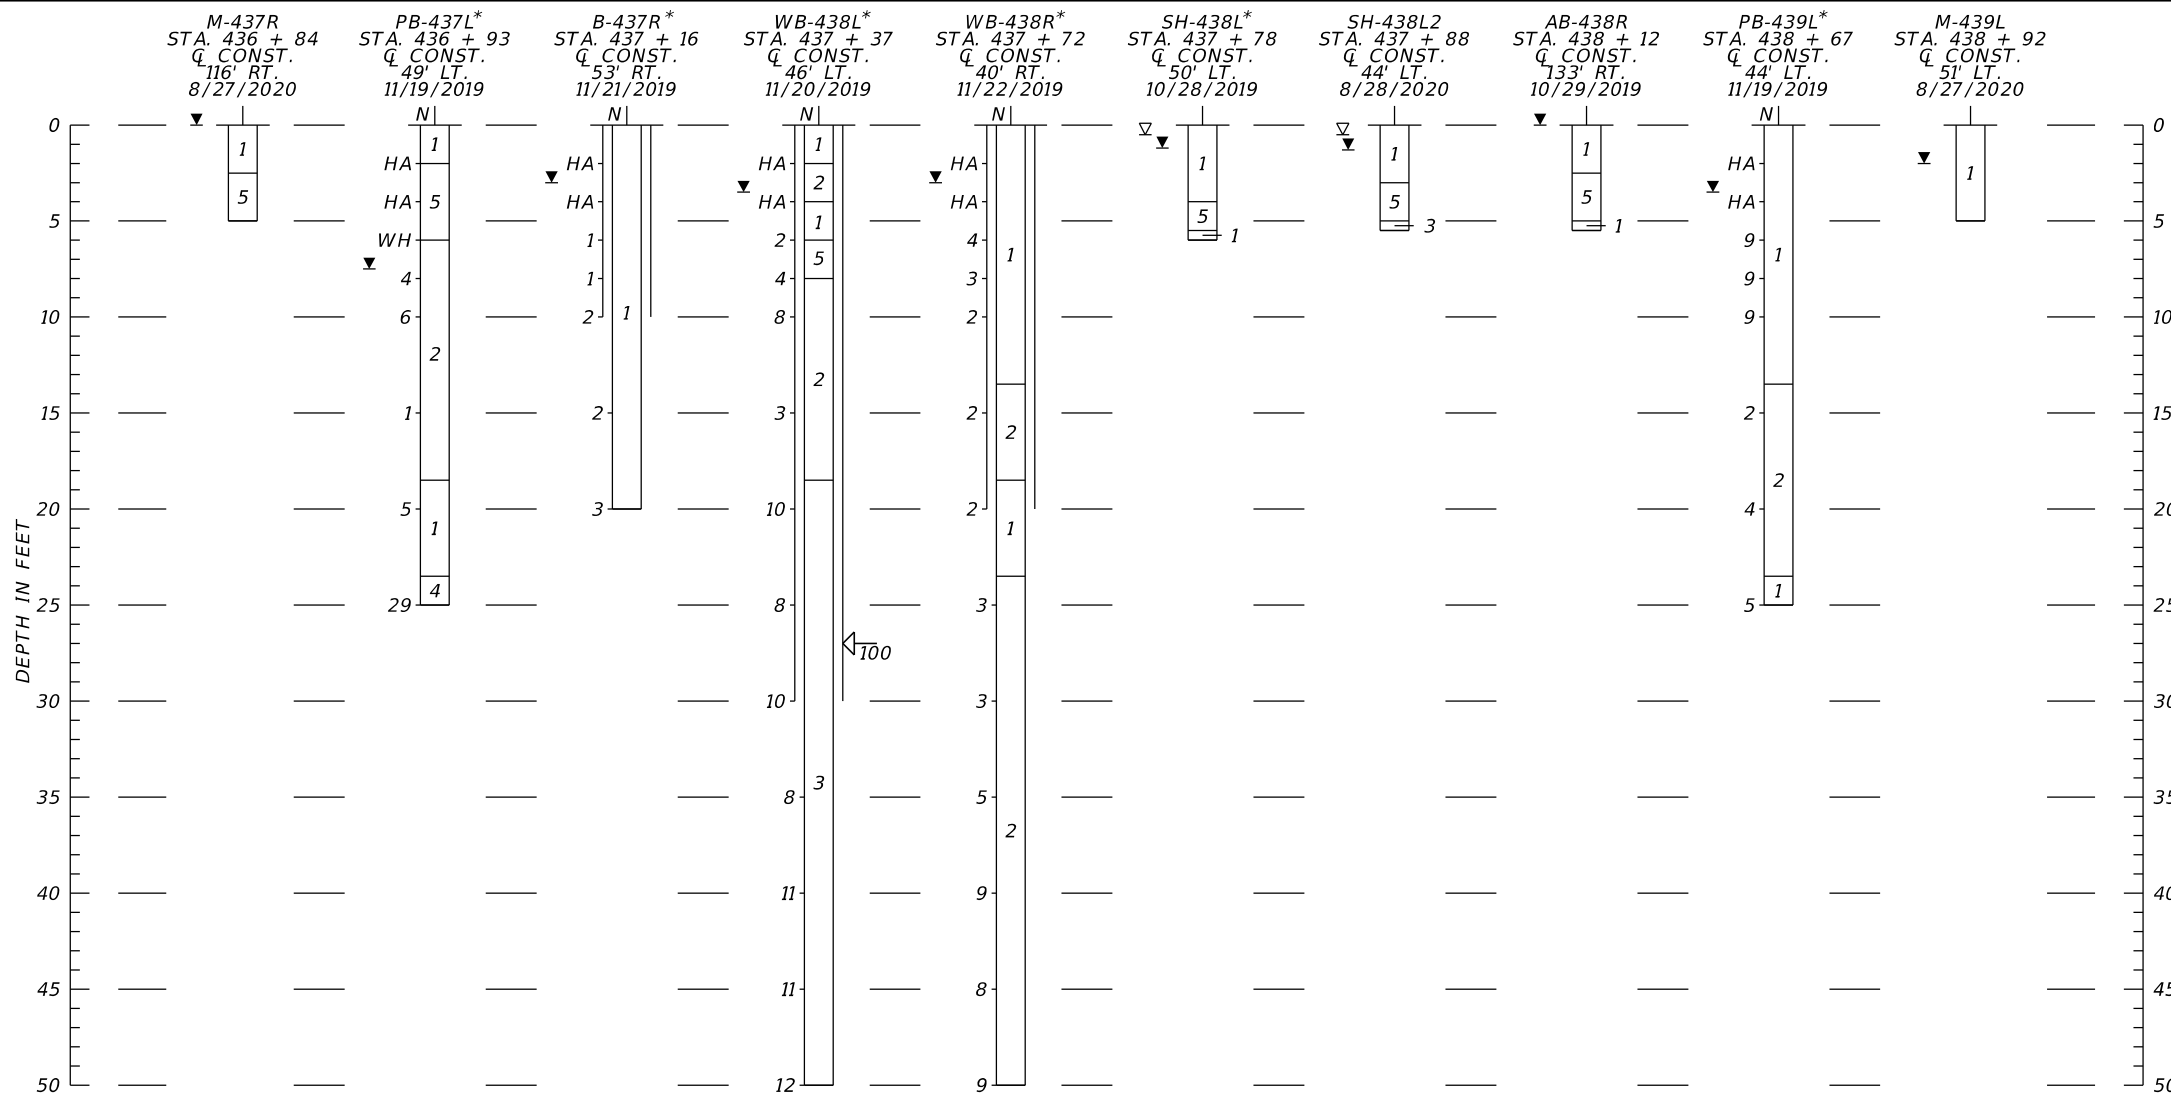 M-437R
STA. 436 + 84
℄ CONST.
116' RT.
8/27/2020
PB-437L*
STA. 436 + 93
℄ CONST.
49' LT.
11/19/2019
B-437R*
STA. 437 + 16
℄ CONST.
53' RT.
11/21/2019
WB-438L*
STA. 437 + 37
℄ CONST.
46' LT.
11/20/2019
WB-438R*
STA. 437 + 72
℄ CONST.
40' RT.
11/22/2019
SH-438L*
STA. 437 + 78
℄ CONST.
50' LT.
10/28/2019
SH-438L2
STA. 437 + 88
℄ CONST.
44' LT.
8/28/2020
AB-438R
STA. 438 + 12
℄ CONST.
133' RT.
10/29/2019
PB-439L*
STA. 438 + 67
℄ CONST.
44' LT.
11/19/2019
M-439L
STA. 438 + 92
℄ CONST.
51' LT.
8/27/2020
DEPTH IN FEET
0
5
10
15
20
25
30
35
40
45
50
1
5
N
HA
HA
WH
4
6
1
5
29
1
5
2
1
4
N
HA
HA
1
1
2
2
3
1
N
HA
HA
2
4
8
3
10
8
10
8
11
11
12
1
2
1
5
2
3
100
N
HA
HA
4
3
2
2
2
3
3
5
9
8
9
1
2
1
2
1
5
1
1
5
3
1
5
1
N
HA
HA
9
9
9
2
4
5
1
2
1
1
0
5
10
15
20
25
30
35
40
45
50